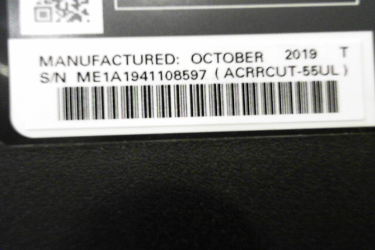 MANUFACTURED: OCTOBER 2019 T
S/N ME1A1941108597 (ACRRCUT-55UL)